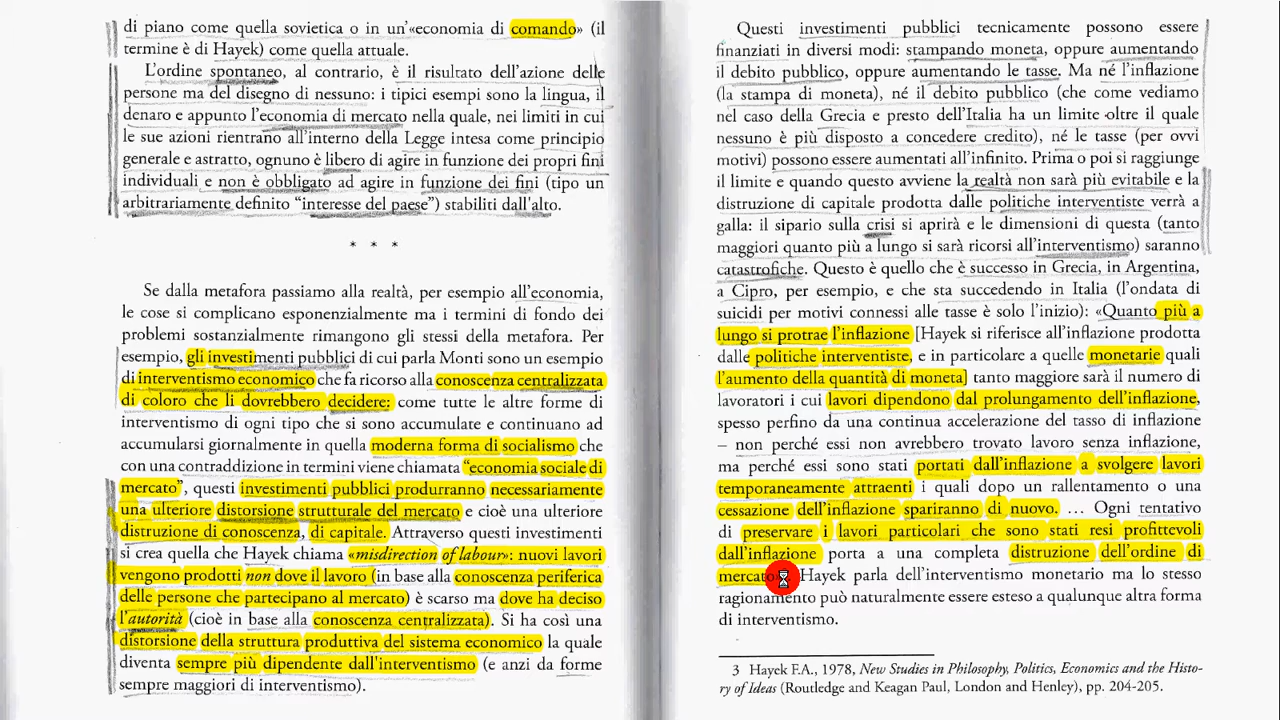 di piano come quella sovietica o in un'«economia di comando» (il
termine è di Hayek) come quella attuale.
L'ordine spontaneo, al contrario, è il risultato dell'azione delle
persone ma del disegno di nessuno: i tipici esempi sono la lingua, il
denaro e appunto l'economia di mercato nella quale, nei limiti in cui
le sue azioni rientrano all'interno della Legge intesa come principio
generale e astratto, ognuno è libero di agire in funzione dei propri fini
individuali e non è obbligato ad agire in funzione dei fini (tipo un
arbitrariamente definito “interesse del paese”) stabiliti dall'alto.
* * *
Se dalla metafora passiamo alla realtà, per esempio all'economia,
le cose si complicano esponenzialmente ma i termini di fondo dei
problemi sostanzialmente rimangono gli stessi della metafora. Per
esempio, gli investimenti pubblici di cui parla Monti sono un esempio
di interventismo economico che fa ricorso alla conoscenza centralizzata
di coloro che li dovrebbero decidere: come tutte le altre forme di
interventismo di ogni tipo che si sono accumulate e continuano ad
accumularsi giornalmente in quella moderna forma di socialismo che
con una contraddizione in termini viene chiamata “economia sociale di
mercato”, questi investimenti pubblici produrranno necessariamente
una ulteriore distorsione strutturale del mercato e cioè una ulteriore
distruzione di conoscenza, di capitale. Attraverso questi investimenti
si crea quella che Hayek chiama «misdirection of labour»: nuovi lavori
vengono prodotti non dove il lavoro (in base alla conoscenza periferica
delle persone che partecipano al mercato) è scarso ma dove ha deciso
l'autorità (cioè in base alla conoscenza centralizzata). Si ha così una
distorsione della struttura produttiva del sistema economico la quale
diventa sempre più dipendente dall'interventismo (e anzi da forme
sempre maggiori di interventismo).
Questi investimenti pubblici tecnicamente possono essere
finanziati in diversi modi: stampando moneta, oppure aumentando
il debito pubblico, oppure aumentando le tasse. Ma né l'inflazione
(la stampa di moneta), né il debito pubblico (che come vediamo
nel caso della Grecia e presto dell'Italia ha un limite oltre il quale
nessuno è più disposto a concedere credito), né le tasse (per ovvi
motivi) possono essere aumentati all'infinito. Prima o poi si raggiunge
il limite e quando questo avviene la realtà non sarà più evitabile e la
distruzione di capitale prodotta dalle politiche interventiste verrà a
galla: il sipario sulla crisi si aprirà e le dimensioni di questa (tanto
maggiori quanto più a lungo si sarà ricorsi all'interventismo) saranno
catastrofiche. Questo è quello che è successo in Grecia, in Argentina,
a Cipro, per esempio, e che sta succedendo in Italia (l'ondata di
suicidi per motivi connessi alle tasse è solo l'inizio): «Quanto più a
lungo si protrae l'inflazione [Hayek si riferisce all'inflazione prodotta
dalle politiche interventiste, e in particolare a quelle monetarie quali
l'aumento della quantità di moneta] tanto maggiore sarà il numero di
lavoratori i cui lavori dipendono dal prolungamento dell'inflazione,
spesso perfino da una continua accelerazione del tasso di inflazione
– non perché essi non avrebbero trovato lavoro senza inflazione,
ma perché essi sono stati portati dall'inflazione a svolgere lavori
temporaneamente attraenti i quali dopo un rallentamento o una
cessazione dell'inflazione spariranno di nuovo. … Ogni tentativo
di preservare i lavori particolari che sono stati resi profittevoli
dall'inflazione porta a una completa distruzione dell'ordine di
mercato Hayek parla dell'interventismo monetario ma lo stesso
ragionamento può naturalmente essere esteso a qualunque altra forma
di interventismo.
3 Hayek F.A., 1978, New Studies in Philosophy, Politics, Economics and the Histo-
ry of Ideas (Routledge and Keagan Paul, London and Henley), pp. 204-205.